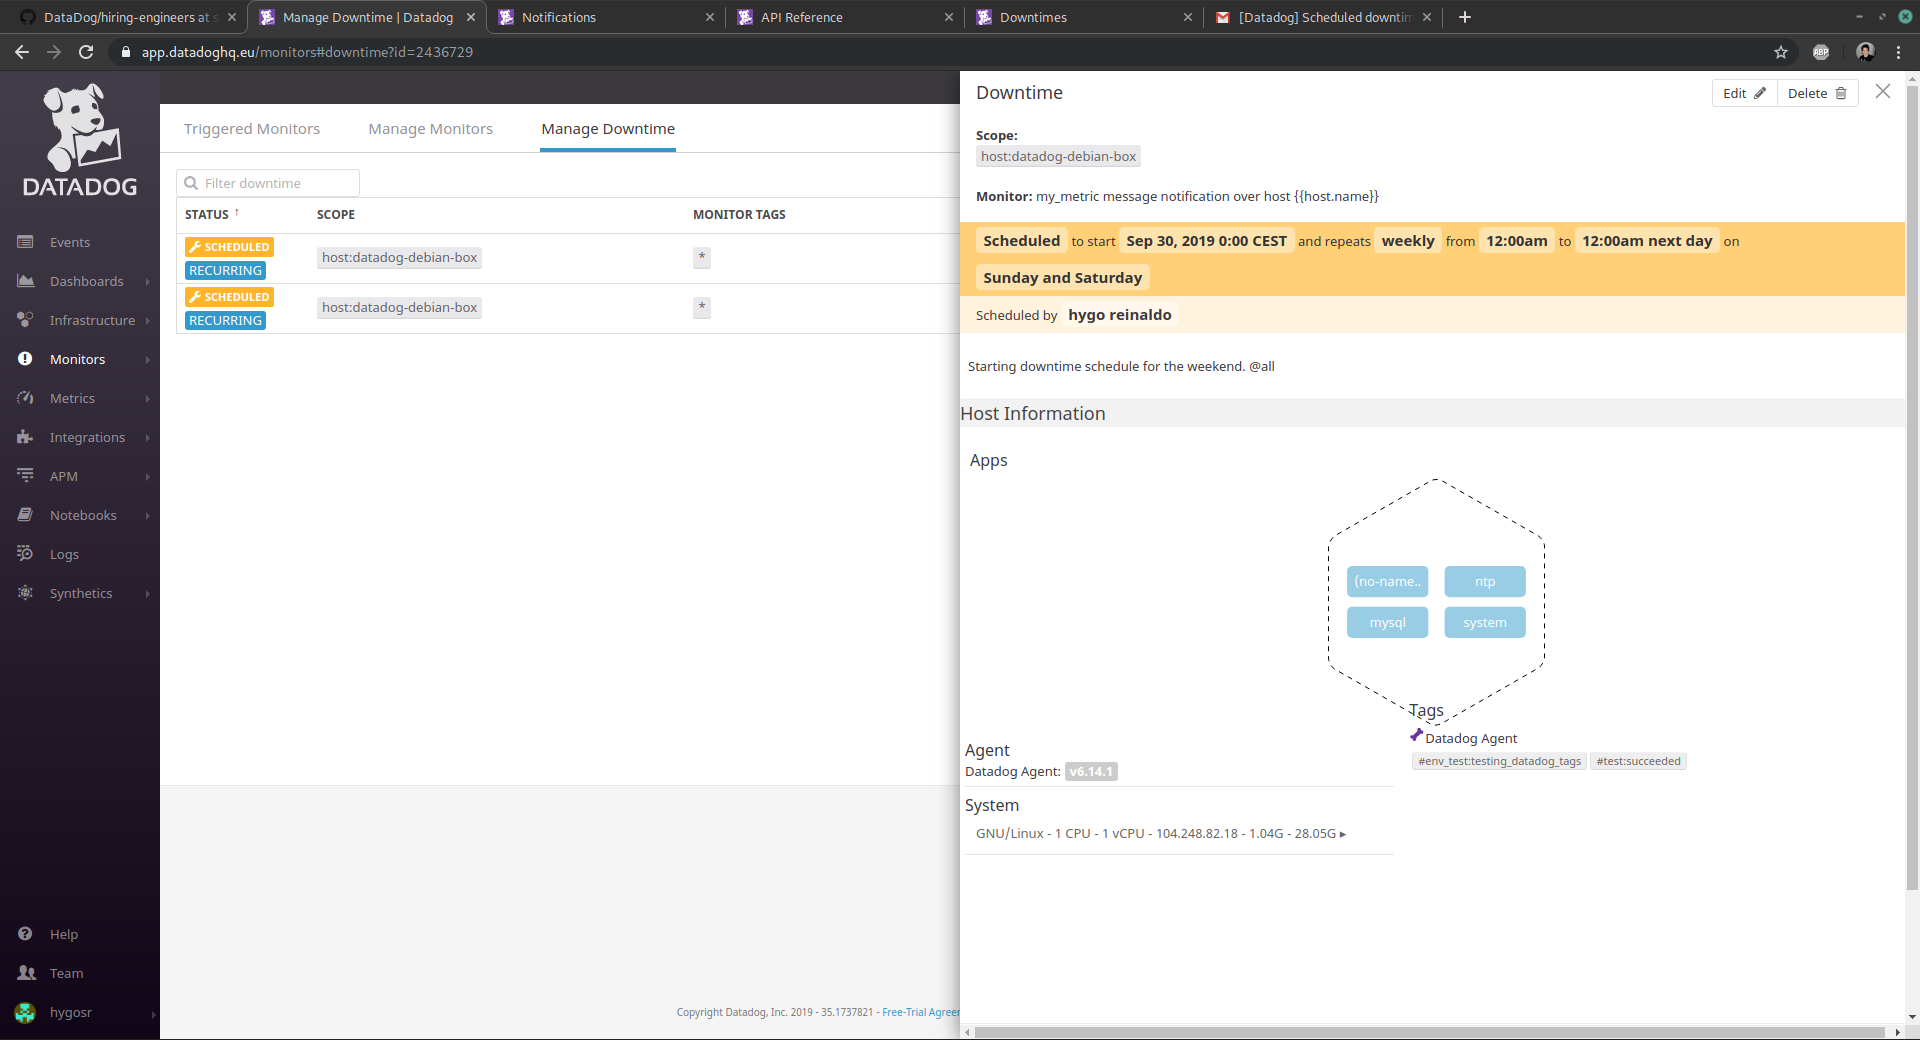 DataDog/hiring-engineers at s
Manage Downtime | Datadog
Notifications
API Reference
Downtimes
[Datadog] Scheduled downtim
app.datadoghq.eu/monitors#downtime?id=2436729
ABP
DATADOG
Events
Dashboards
Infrastructure
Monitors
Metrics
Integrations
APM
Notebooks
Logs
Synthetics
Help
Team
hygosr
Triggered Monitors
Manage Monitors
Manage Downtime
Filter downtime
STATUS ↑ SCOPE MONITOR TAGS
SCHEDULED
RECURRING
host:datadog-debian-box
*
SCHEDULED
RECURRING
host:datadog-debian-box
*
Copyright Datadog, Inc. 2019 - 35.1737821 - Free-Trial Agreer
Downtime
Edit
Delete
Scope:
host:datadog-debian-box
Monitor: my_metric message notification over host {{host.name}}
Scheduled to start Sep 30, 2019 0:00 CEST and repeats weekly from 12:00am to 12:00am next day on
Sunday and Saturday
Scheduled by hygo reinaldo
Starting downtime schedule for the weekend. @all
Host Information
Apps
(no-name.. ntp
mysql system
Tags
Datadog Agent
#env_test:testing_datadog_tags #test:succeeded
Agent
Datadog Agent: v6.14.1
System
GNU/Linux - 1 CPU - 1 vCPU - 104.248.82.18 - 1.04G - 28.05G ▸